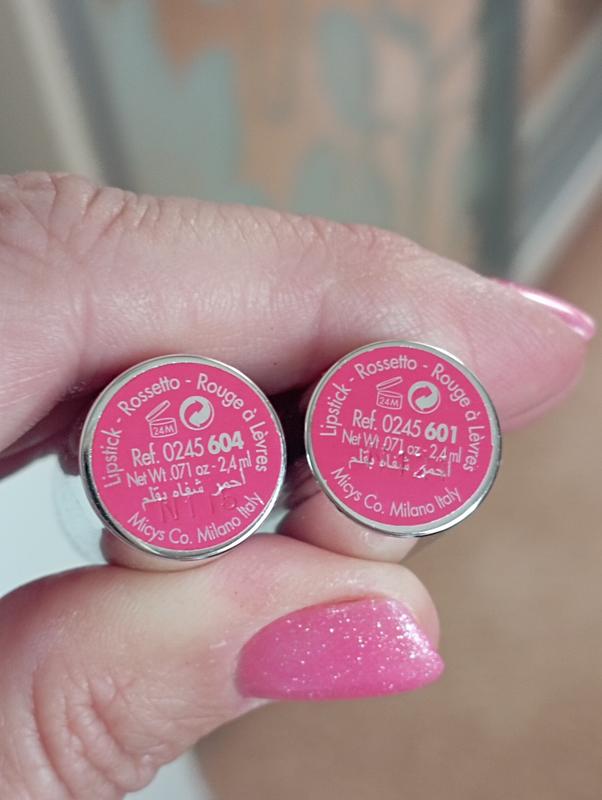 Lipstick - Rossetto - Rouge à Lèvres
24M
Ref. 0245 604
Net Wt .071 oz - 2,4 ml
أحمر شفاه بقلم
Micys Co. Milano Italy
Lipstick - Rossetto - Rouge à Lèvres
24M
Ref. 0245 601
Net Wt .071 oz - 2,4 ml
أحمر شفاه بقلم
Micys Co. Milano Italy